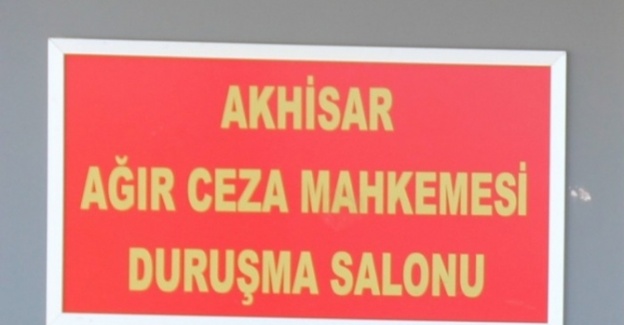 AKHİSAR
AĞIR CEZA MAHKEMESİ
DURUŞMA SALONU